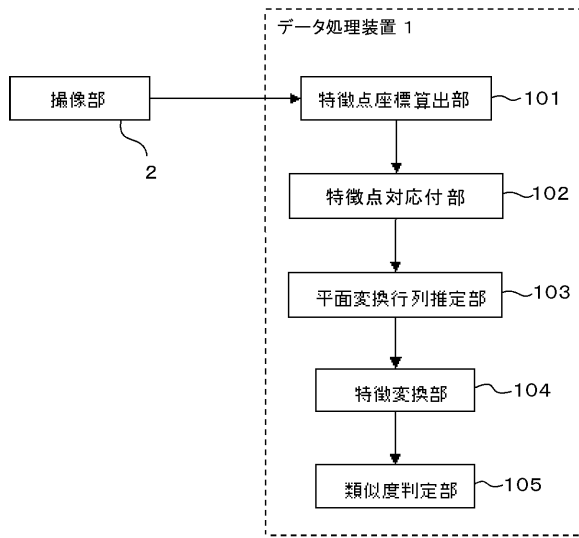 データ処理装置 1
撮像部
2
特徴点座標算出部
101
特徴点対応付部
102
平面変換行列推定部
103
特徴変換部
104
類似度判定部
105